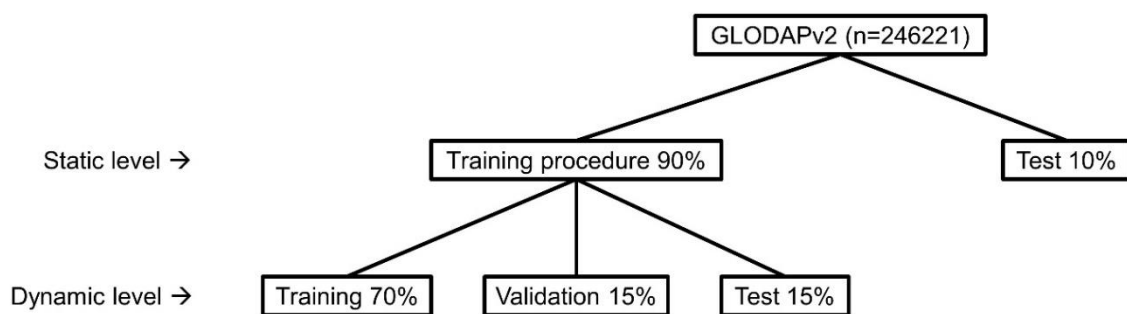 GLODAPv2 (n=246221)
Static level →
Training procedure 90%
Test 10%
Dynamic level →
Training 70%
Validation 15%
Test 15%